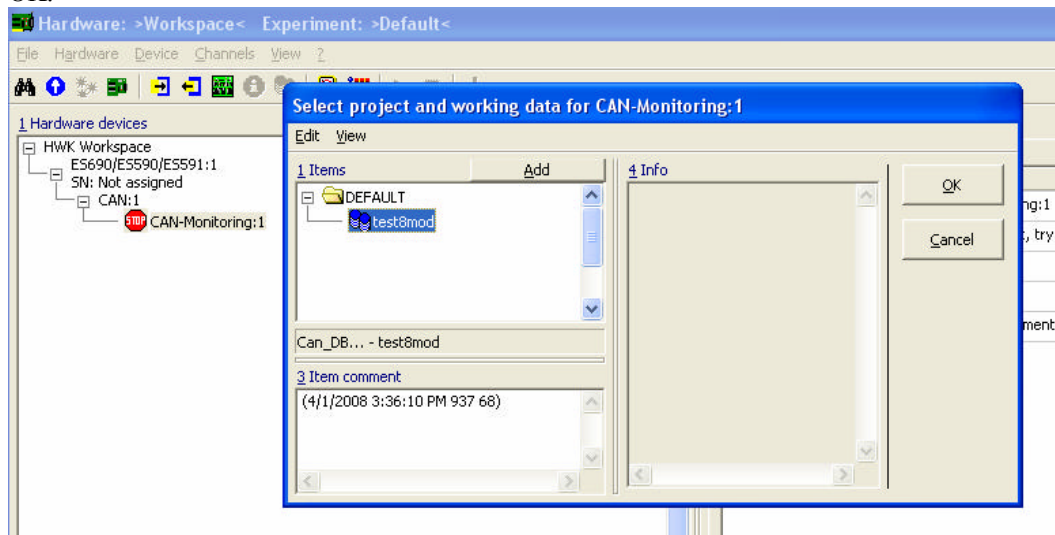 Hardware: >Workspace< Experiment: >Default<
File Hardware Device Channels View ?
1 Hardware devices
HWK Workspace
ES690/ES590/ES591:1
SN: Not assigned
CAN:1
STOP CAN-Monitoring:1
Select project and working data for CAN-Monitoring:1
Edit View
1 Items Add
DEFAULT
test8mod
Can_DB... - test8mod
3 Item comment
(4/1/2008 3:36:10 PM 937 68)
4 Info
OK
Cancel
ng:1
, try
ment